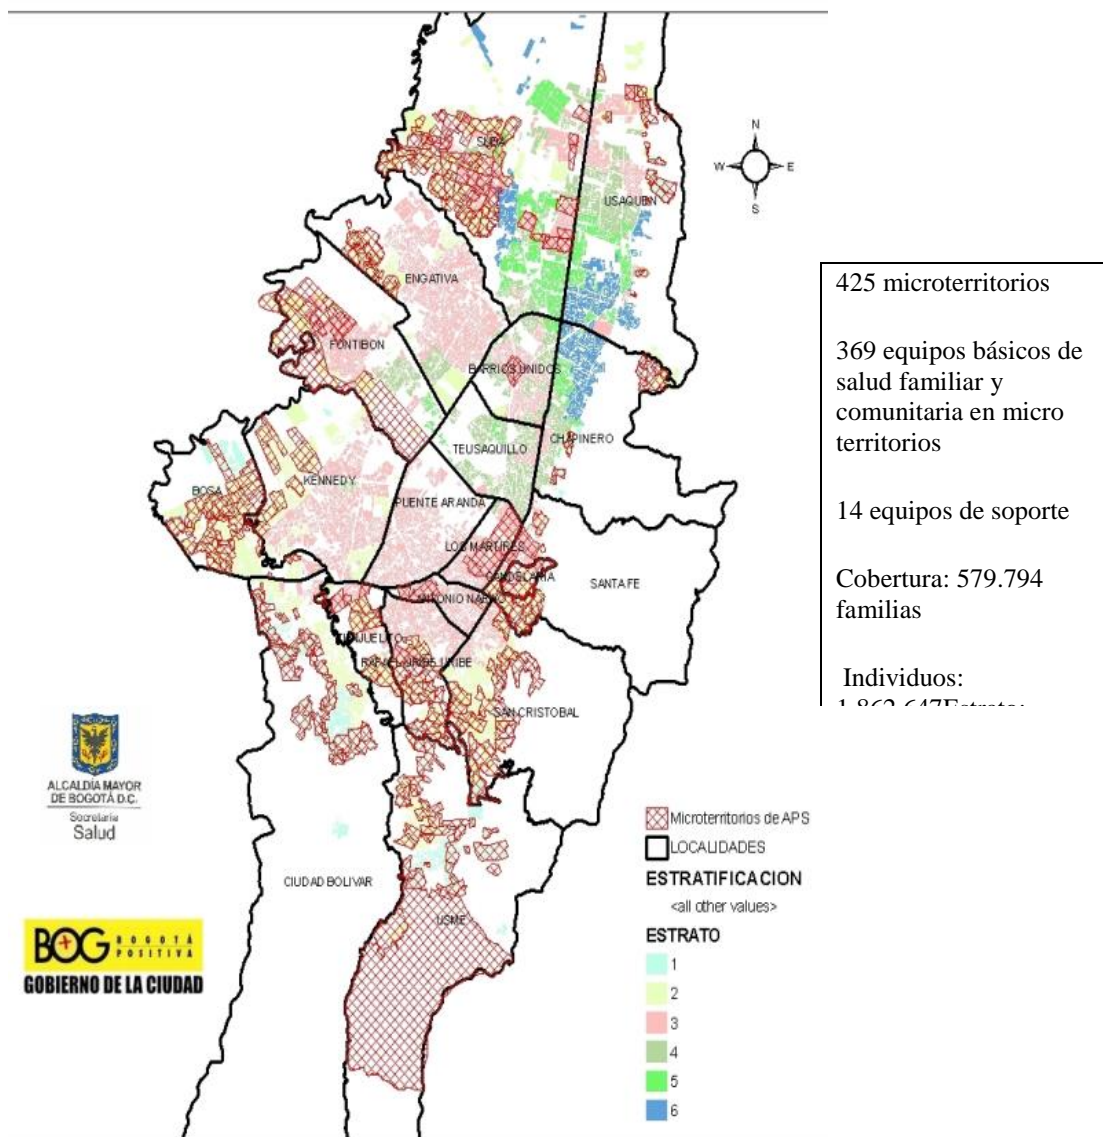 N
W
E
S
SUBA
USAQUEN
ENGATIVA
FONTIBON
BARRIOS UNIDOS
TEUSAQUILLO
CHAPINERO
BOSA
KENNEDY
PUENTE ARANDA
LOS MARTIRES
CANDELARIA
SANTA FE
ANTONIO NARIÑO
TUNJUELITO
RAFAEL URIBE URIBE
SAN CRISTOBAL
CIUDAD BOLIVAR
USME
425 microterritorios
369 equipos básicos de
salud familiar y
comunitaria en micro
territorios
14 equipos de soporte
Cobertura: 579.794
familias
Individuos:
1.862.647Estrato:
ALCALDÍA MAYOR
DE BOGOTÁ D.C.
Secretaría
Salud
BOG BOGOTÁ
POSITIVA
GOBIERNO DE LA CIUDAD
Microterritorios de APS
LOCALIDADES
ESTRATIFICACION
<all other values>
ESTRATO
1
2
3
4
5
6